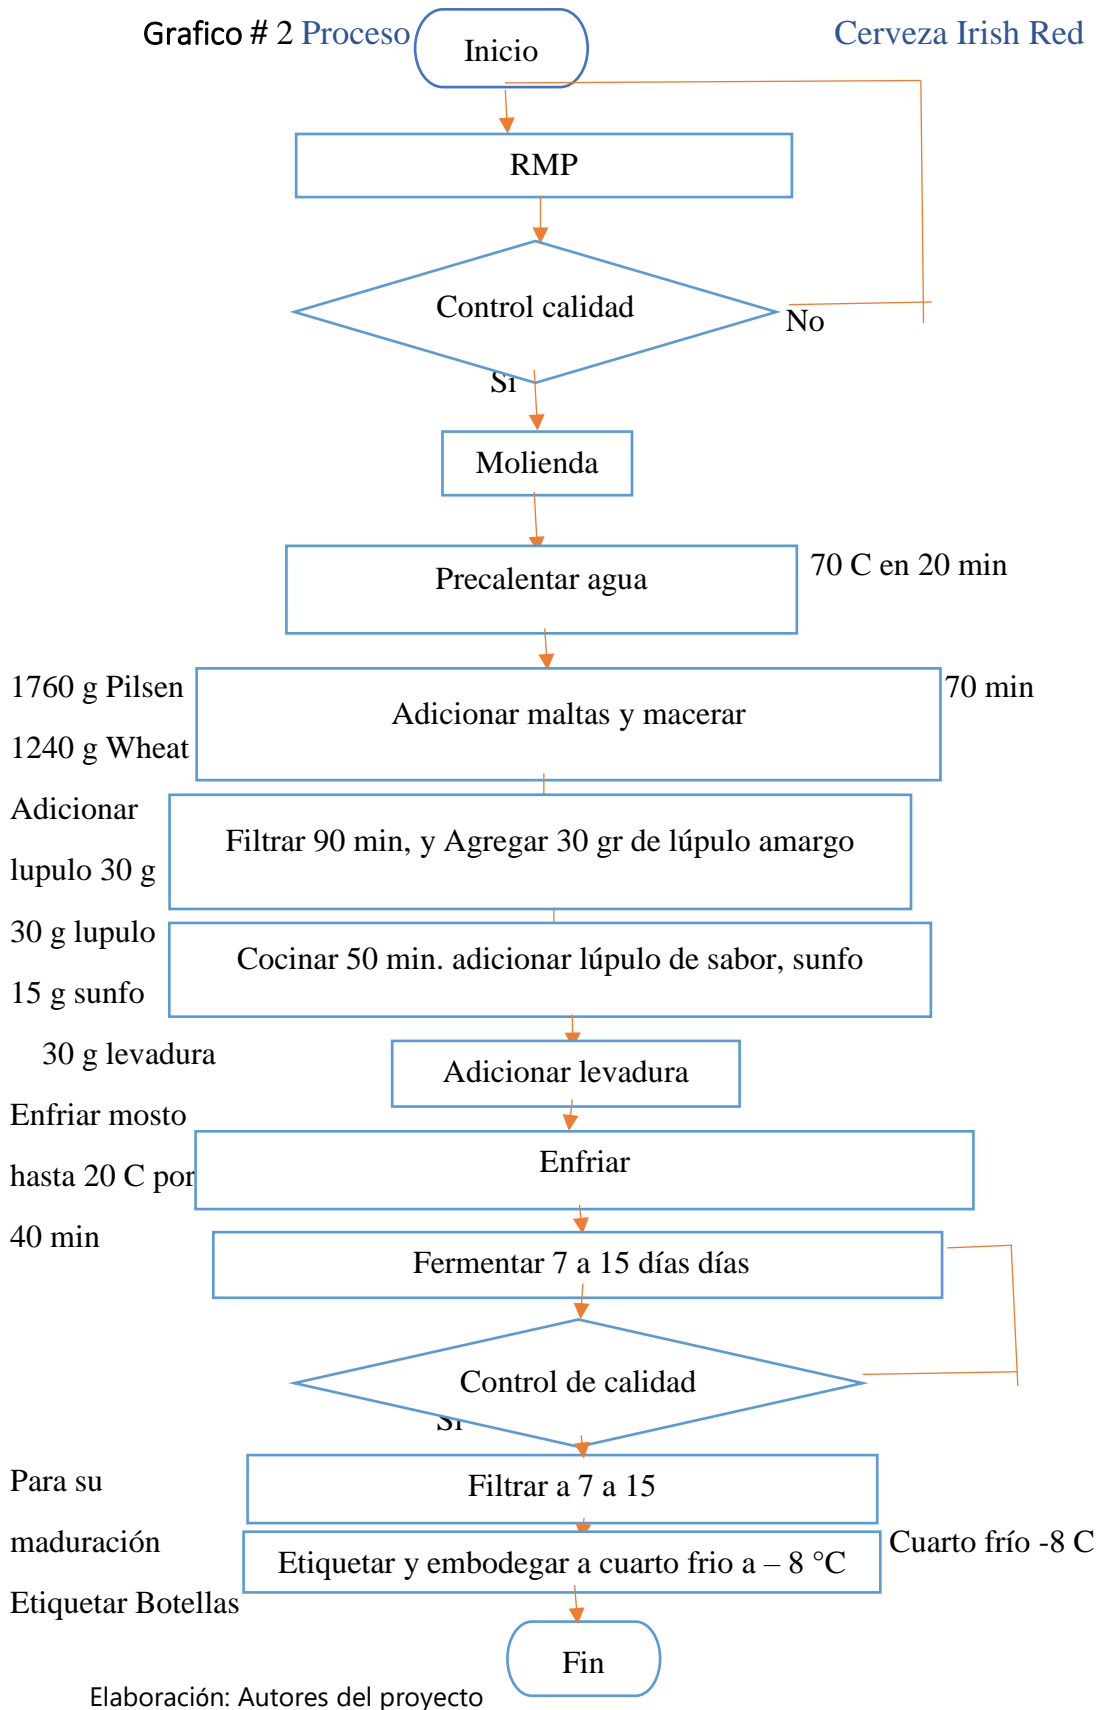 Grafico # 2 Proceso Cerveza Irish Red
Inicio
RMP
Control calidad
No
Si
Molienda
Precalentar agua
70 C en 20 min
1760 g Pilsen
70 min
Adicionar maltas y macerar
1240 g Wheat
Adicionar
Filtrar 90 min, y Agregar 30 gr de lúpulo amargo
lupulo 30 g
30 g lupulo
Cocinar 50 min. adicionar lúpulo de sabor, sunfo
15 g sunfo
30 g levadura
Adicionar levadura
Enfriar mosto
Enfriar
hasta 20 C por
40 min
Fermentar 7 a 15 días días
Control de calidad
Si
Para su
Filtrar a 7 a 15
maduración
Cuarto frío -8 C
Etiquetar y embodegar a cuarto frio a – 8 °C
Etiquetar Botellas
Fin
Elaboración: Autores del proyecto